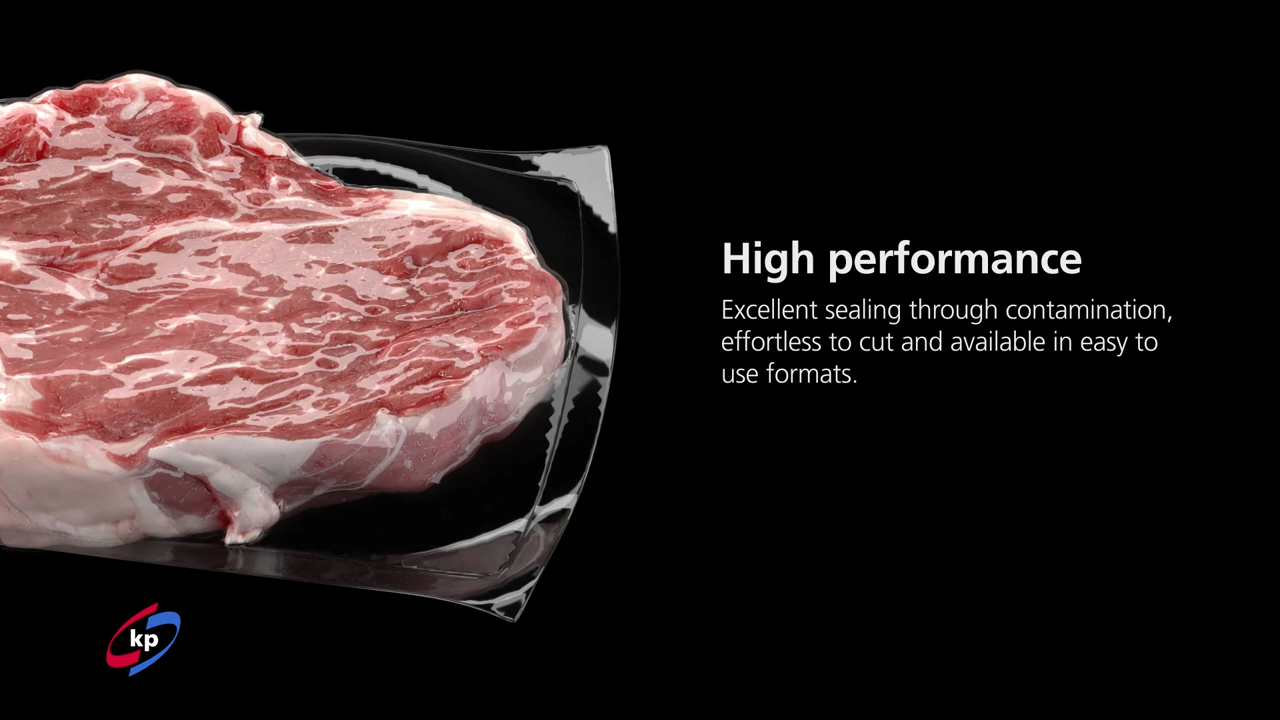 High performance
Excellent sealing through contamination,
effortless to cut and available in easy to
use formats.
kp